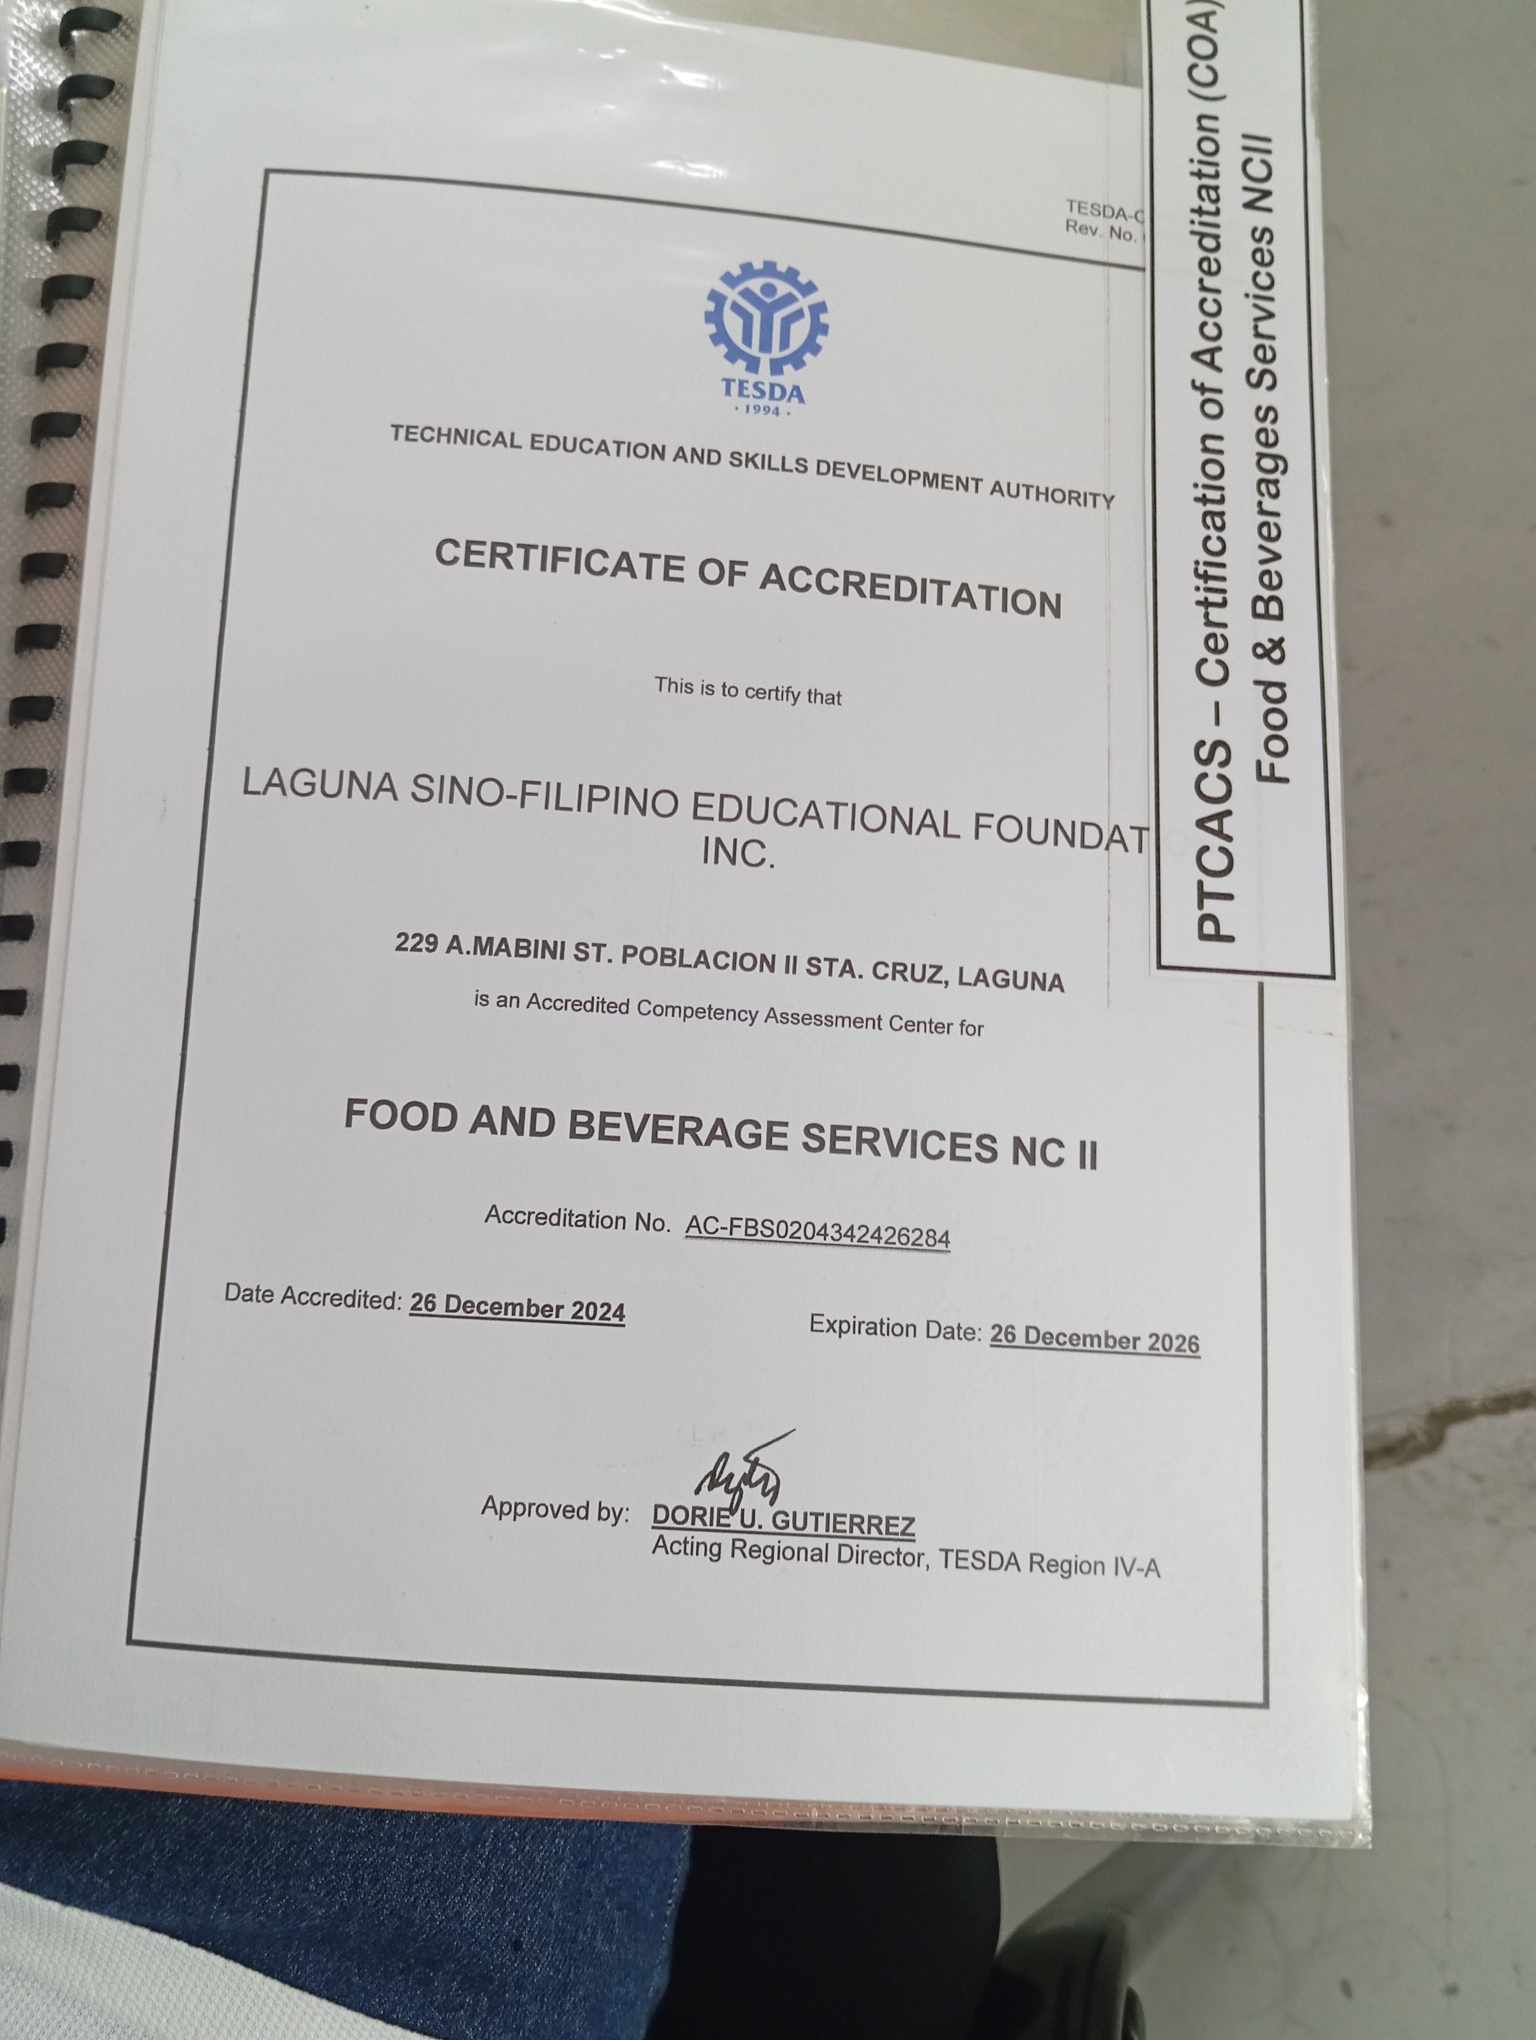 TESDA-C
Rev. No.
TESDA
· 1994 ·
TECHNICAL EDUCATION AND SKILLS DEVELOPMENT AUTHORITY
CERTIFICATE OF ACCREDITATION
This is to certify that
LAGUNA SINO-FILIPINO EDUCATIONAL FOUNDAT
INC.
229 A.MABINI ST. POBLACION II STA. CRUZ, LAGUNA
is an Accredited Competency Assessment Center for
FOOD AND BEVERAGE SERVICES NC II
Accreditation No. AC-FBS0204342426284
Date Accredited: 26 December 2024
Expiration Date: 26 December 2026
Approved by: DORIE U. GUTIERREZ
Acting Regional Director, TESDA Region IV-A
PTCACS – Certification of Accreditation (COA)
Food & Beverages Services NCII